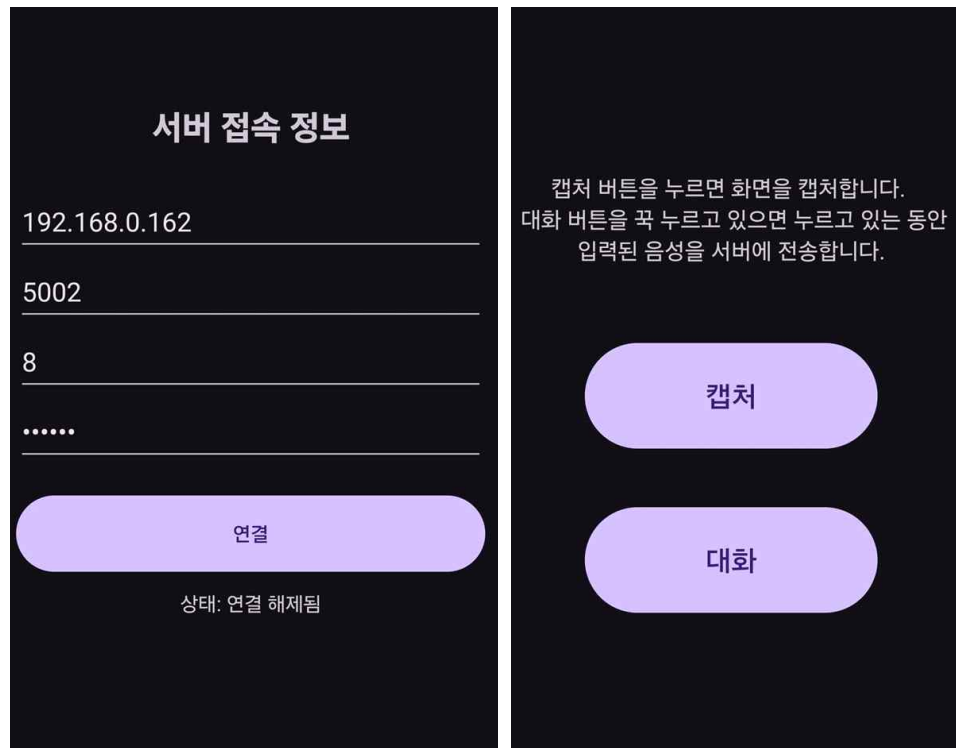 서버 접속 정보
192.168.0.162
5002
8
••••••
연결
상태: 연결 해제됨
캡처 버튼을 누르면 화면을 캡처합니다.
대화 버튼을 꾹 누르고 있으면 누르고 있는 동안
입력된 음성을 서버에 전송합니다.
캡처
대화